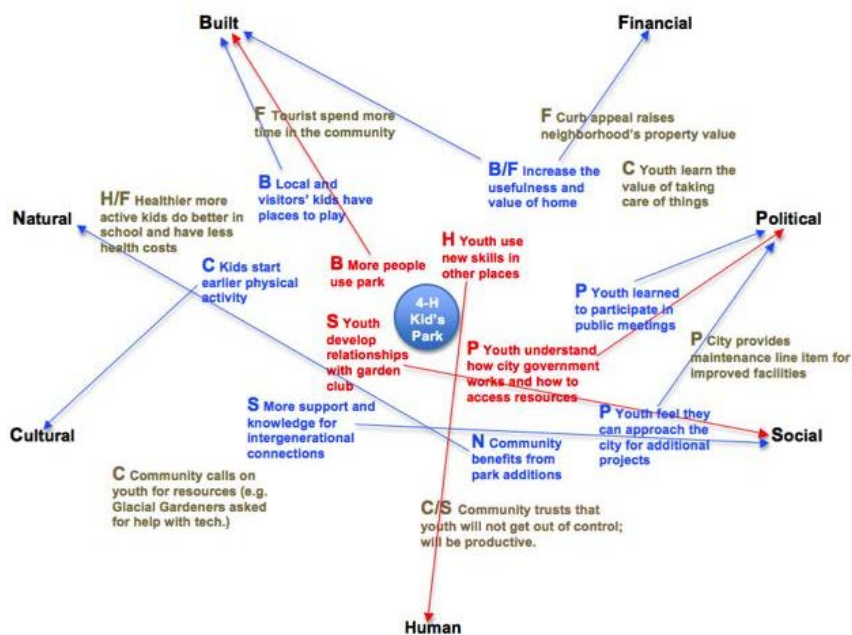 Built
Financial
F Tourist spend more
time in the community
F Curb appeal raises
neighborhood's property value
B Local and
visitors' kids have
places to play
B/F Increase the
usefulness and
value of home
C Youth learn the
value of taking
care of things
H/F Healthier more
active kids do better in
school and have less
health costs
Natural
Political
H Youth use
new skills in
other places
B More people
use park
C Kids start
earlier physical
activity
4-H
Kid's
Park
P Youth learned
to participate in
public meetings
S Youth
develop
relationships
with garden
club
P Youth understand
how city government
works and how to
access resources
P City provides
maintenance line item for
improved facilities
Cultural
S More support and
knowledge for
intergenerational
connections
N Community
benefits from
park additions
P Youth feel they
can approach the
city for additional
projects
Social
C Community calls on
youth for resources (e.g.
Glacial Gardeners asked
for help with tech.)
C/S Community trusts that
youth will not get out of control;
will be productive.
Human